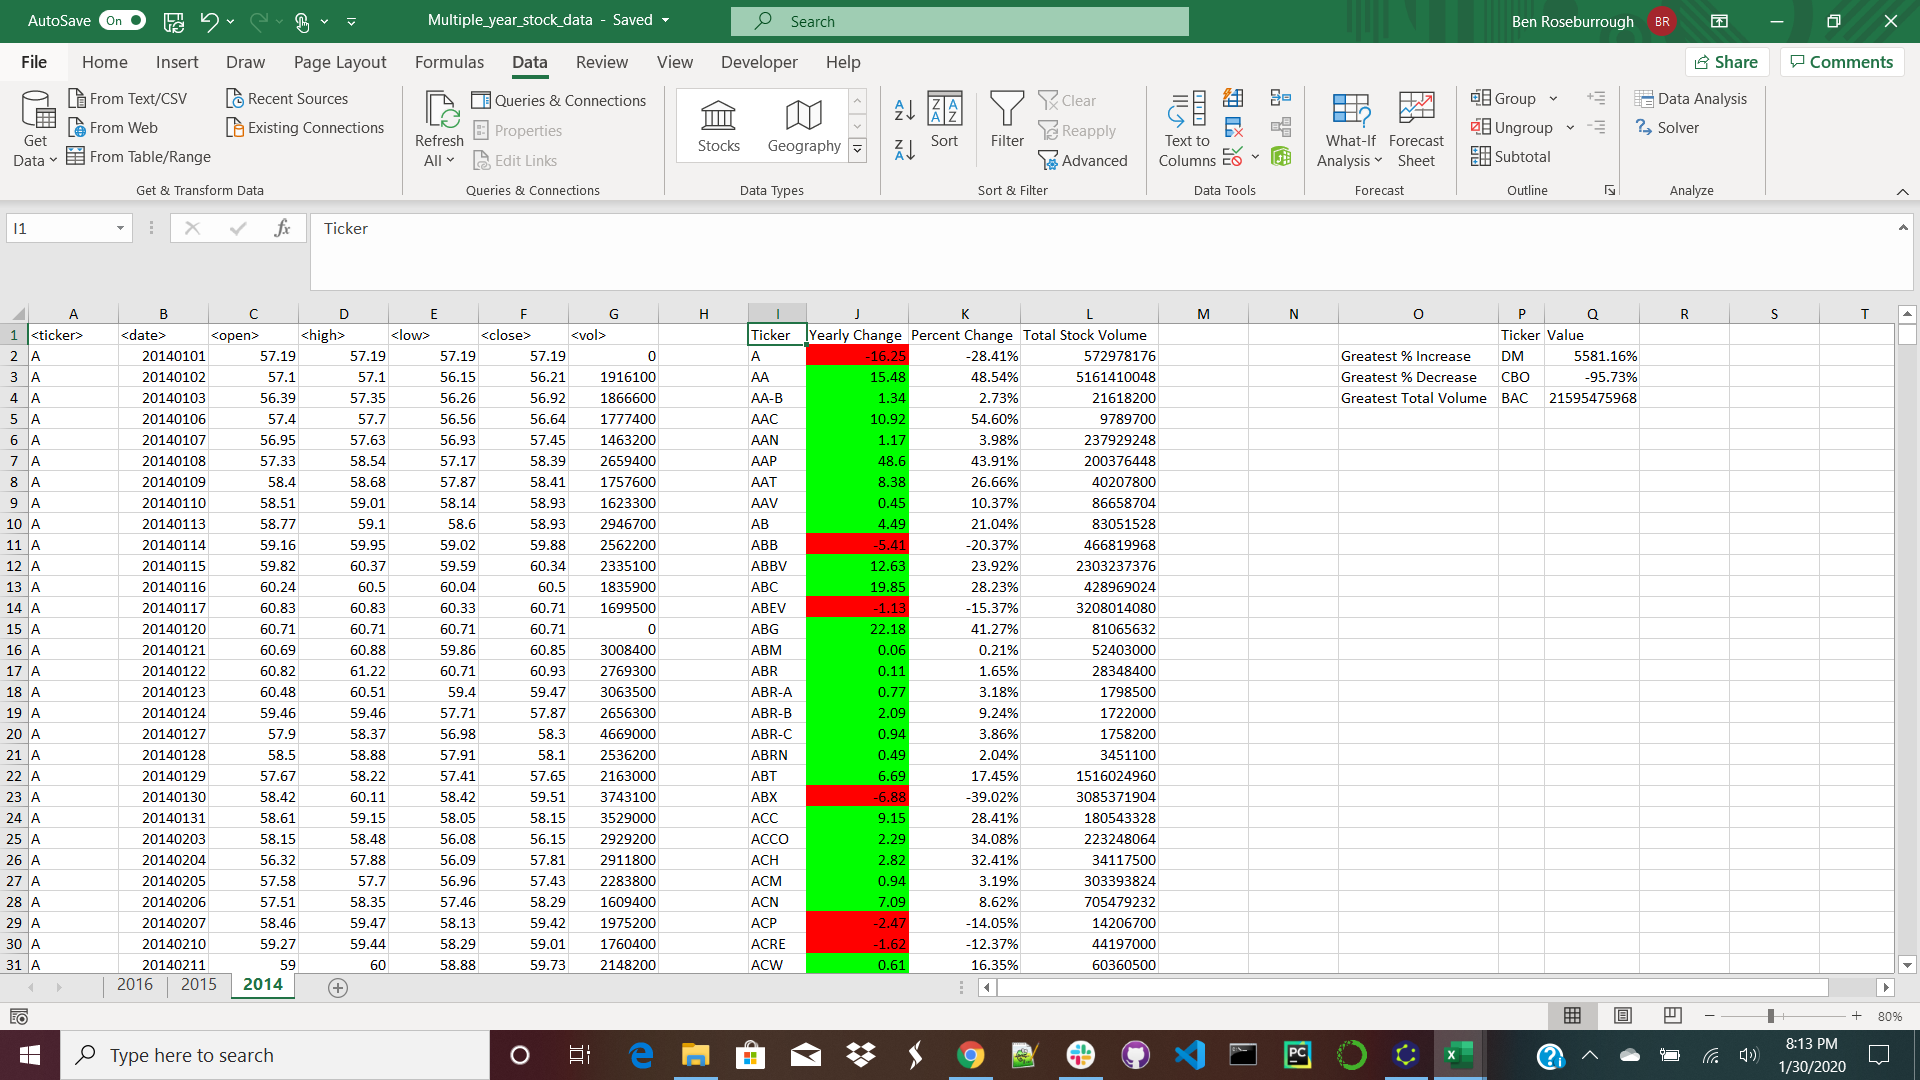 AutoSave On Multiple_year_stock_data - Saved Search Ben Roseburrough BR
File Home Insert Draw Page Layout Formulas Data Review View Developer Help Share Comments
Get Data
From Text/CSV
From Web
From Table/Range
Recent Sources
Existing Connections
Get & Transform Data
Refresh All
Queries & Connections
Properties
Edit Links
Queries & Connections
Stocks
Geography
Data Types
Sort
Filter
Clear
Reapply
Advanced
Sort & Filter
Text to Columns
Data Tools
What-If Analysis
Forecast Sheet
Forecast
Group
Ungroup
Subtotal
Outline
Data Analysis
Solver
Analyze
I1 fx Ticker
A B C D E F G H I J K L M N O P Q R S T
1 <ticker> <date> <open> <high> <low> <close> <vol> Ticker Yearly Change Percent Change Total Stock Volume Ticker Value
2 A 20140101 57.19 57.19 57.19 57.19 0 A -16.25 -28.41% 572978176 Greatest % Increase DM 5581.16%
3 A 20140102 57.1 57.1 56.15 56.21 1916100 AA 15.48 48.54% 5161410048 Greatest % Decrease CBO -95.73%
4 A 20140103 56.39 57.35 56.26 56.92 1866600 AA-B 1.34 2.73% 21618200 Greatest Total Volume BAC 21595475968
5 A 20140106 57.4 57.7 56.56 56.64 1777400 AAC 10.92 54.60% 9789700
6 A 20140107 56.95 57.63 56.93 57.45 1463200 AAN 1.17 3.98% 237929248
7 A 20140108 57.33 58.54 57.17 58.39 2659400 AAP 48.6 43.91% 200376448
8 A 20140109 58.4 58.68 57.87 58.41 1757600 AAT 8.38 26.66% 40207800
9 A 20140110 58.51 59.01 58.14 58.93 1623300 AAV 0.45 10.37% 86658704
10 A 20140113 58.77 59.1 58.6 58.93 2946700 AB 4.49 21.04% 83051528
11 A 20140114 59.16 59.95 59.02 59.88 2562200 ABB -5.41 -20.37% 466819968
12 A 20140115 59.82 60.37 59.59 60.34 2335100 ABBV 12.63 23.92% 2303237376
13 A 20140116 60.24 60.5 60.04 60.5 1835900 ABC 19.85 28.23% 428969024
14 A 20140117 60.83 60.83 60.33 60.71 1699500 ABEV -1.13 -15.37% 3208014080
15 A 20140120 60.71 60.71 60.71 60.71 0 ABG 22.18 41.27% 81065632
16 A 20140121 60.69 60.88 59.86 60.85 3008400 ABM 0.06 0.21% 52403000
17 A 20140122 60.82 61.22 60.71 60.93 2769300 ABR 0.11 1.65% 28348400
18 A 20140123 60.48 60.51 59.4 59.47 3063500 ABR-A 0.77 3.18% 1798500
19 A 20140124 59.46 59.46 57.71 57.87 2656300 ABR-B 2.09 9.24% 1722000
20 A 20140127 57.9 58.37 56.98 58.3 4669000 ABR-C 0.94 3.86% 1758200
21 A 20140128 58.5 58.88 57.91 58.1 2536200 ABRN 0.49 2.04% 3451100
22 A 20140129 57.67 58.22 57.41 57.65 2163000 ABT 6.69 17.45% 1516024960
23 A 20140130 58.42 60.11 58.42 59.51 3743100 ABX -6.88 -39.02% 3085371904
24 A 20140131 58.61 59.15 58.05 58.15 3529000 ACC 9.15 28.41% 180543328
25 A 20140203 58.15 58.48 56.08 56.15 2929200 ACCO 2.29 34.08% 223248064
26 A 20140204 56.32 57.88 56.09 57.81 2911800 ACH 2.82 32.41% 34117500
27 A 20140205 57.58 57.7 56.96 57.43 2283800 ACM 0.94 3.19% 303393824
28 A 20140206 57.51 58.35 57.46 58.29 1609400 ACN 7.09 8.62% 705479232
29 A 20140207 58.46 59.47 58.13 59.42 1975200 ACP -2.47 -14.05% 14206700
30 A 20140210 59.27 59.44 58.29 59.01 1760400 ACRE -1.62 -12.37% 44197000
31 A 20140211 59 60 58.88 59.73 2148200 ACW 0.61 16.35% 60360500
2016 2015 2014
80%
Type here to search
8:13 PM
1/30/2020